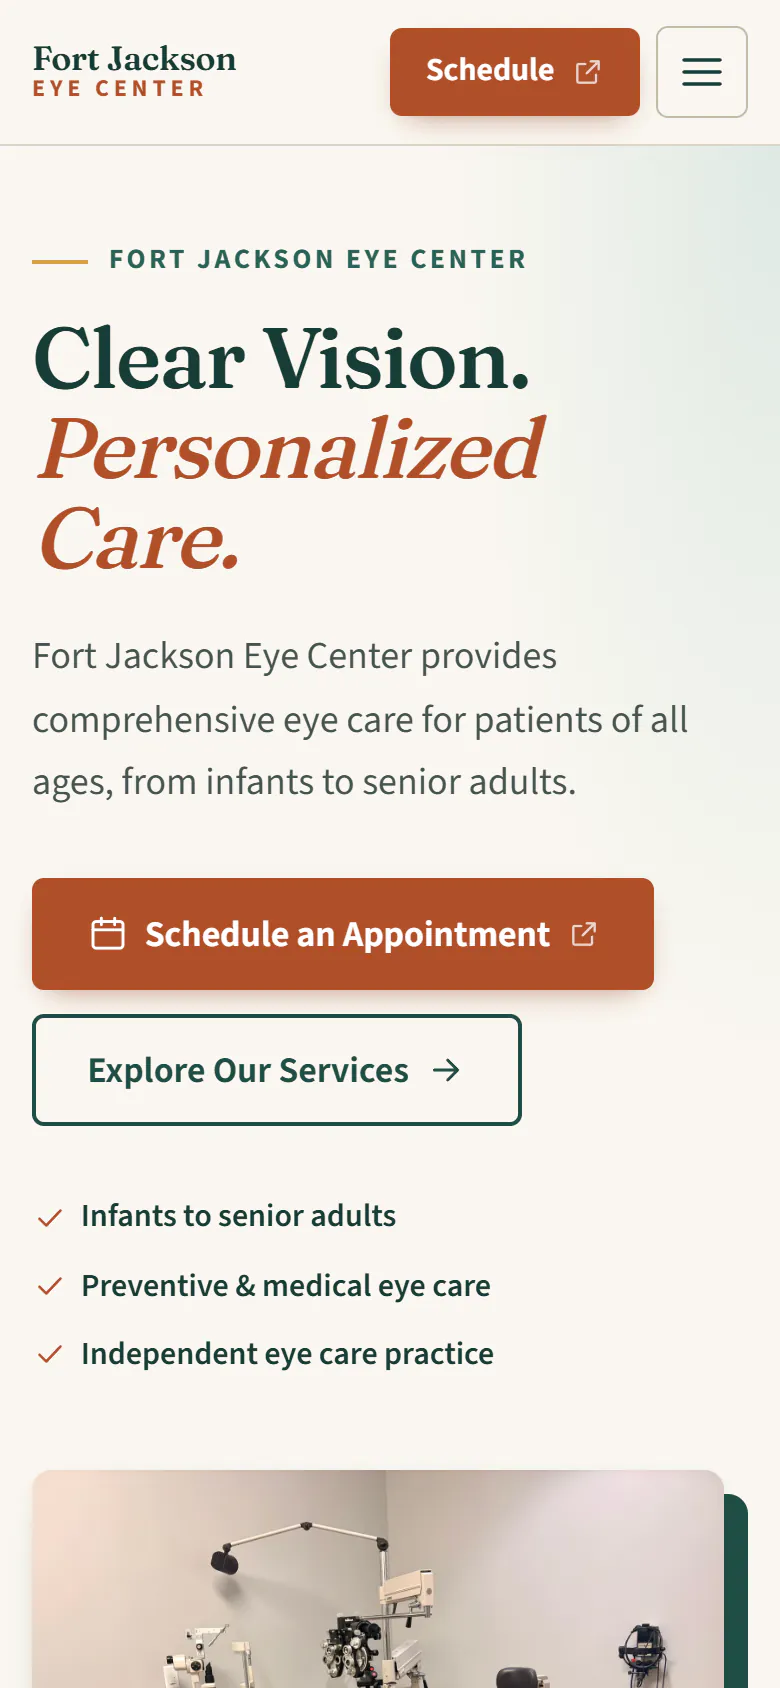 Fort Jackson
EYE CENTER
Schedule
FORT JACKSON EYE CENTER
Clear Vision.
Personalized
Care.
Fort Jackson Eye Center provides
comprehensive eye care for patients of all
ages, from infants to senior adults.
Schedule an Appointment
Explore Our Services
Infants to senior adults
Preventive & medical eye care
Independent eye care practice